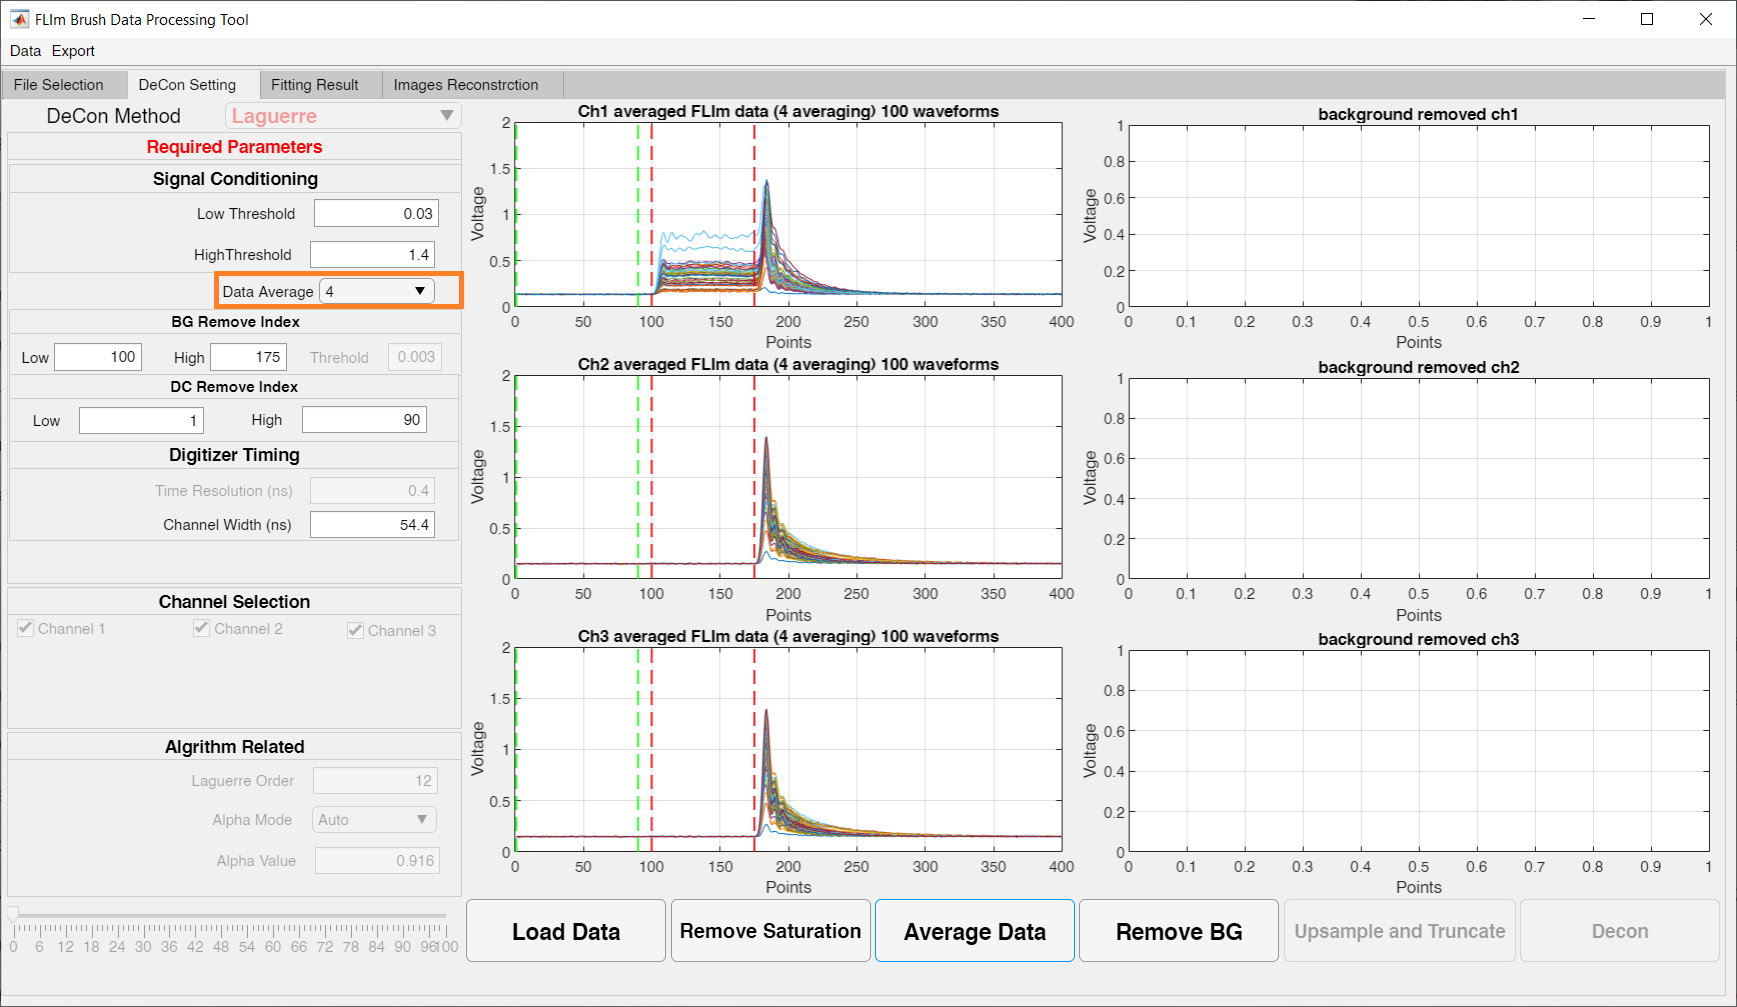 FLIm Brush Data Processing Tool
Data Export
File Selection DeCon Setting Fitting Result Images Reconstrction
DeCon Method Laguerre
Required Parameters
Signal Conditioning
Low Threshold 0.03
HighThreshold 1.4
Data Average 4
BG Remove Index
Low 100 High 175 Threhold 0.003
DC Remove Index
Low 1 High 90
Digitizer Timing
Time Resolution (ns) 0.4
Channel Width (ns) 54.4
Channel Selection
Channel 1 Channel 2 Channel 3
Algrithm Related
Laguerre Order 12
Alpha Mode Auto
Alpha Value 0.916
0 6 12 18 24 30 36 42 48 54 60 66 72 78 84 90 96 100
Ch1 averaged FLIm data (4 averaging) 100 waveforms
Voltage
2
1.5
1
0.5
0
0 50 100 150 200 250 300 350 400
Points
background removed ch1
Voltage
1
0.8
0.6
0.4
0.2
0
0 0.1 0.2 0.3 0.4 0.5 0.6 0.7 0.8 0.9 1
Points
Ch2 averaged FLIm data (4 averaging) 100 waveforms
Voltage
2
1.5
1
0.5
0
0 50 100 150 200 250 300 350 400
Points
background removed ch2
Voltage
1
0.8
0.6
0.4
0.2
0
0 0.1 0.2 0.3 0.4 0.5 0.6 0.7 0.8 0.9 1
Points
Ch3 averaged FLIm data (4 averaging) 100 waveforms
Voltage
2
1.5
1
0.5
0
0 50 100 150 200 250 300 350 400
Points
background removed ch3
Voltage
1
0.8
0.6
0.4
0.2
0
0 0.1 0.2 0.3 0.4 0.5 0.6 0.7 0.8 0.9 1
Points
Load Data Remove Saturation Average Data Remove BG Upsample and Truncate Decon